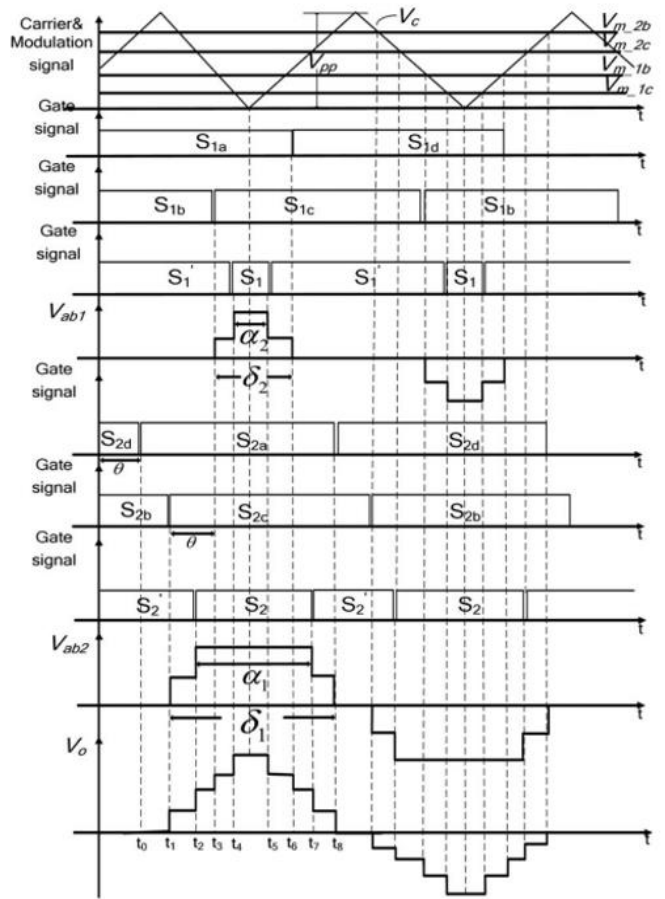 Carrier&
Modulation
signal
V_c
V_pp
V_m_2b
V_m_2c
V_m_1b
V_m_1c
t
Gate
signal
S_1a
S_1d
t
Gate
signal
S_1b
S_1c
S_1b
t
Gate
signal
S_1'
S_1
S_1'
S_1
t
V_ab1
α_2
δ_2
t
Gate
signal
S_2d
S_2a
S_2d
t
θ
Gate
signal
S_2b
S_2c
S_2b
t
θ
Gate
signal
S_2'
S_2
S_2'
S_2
t
V_ab2
α_1
δ_1
t
V_o
t_0 t_1 t_2 t_3 t_4 t_5 t_6 t_7 t_8
t